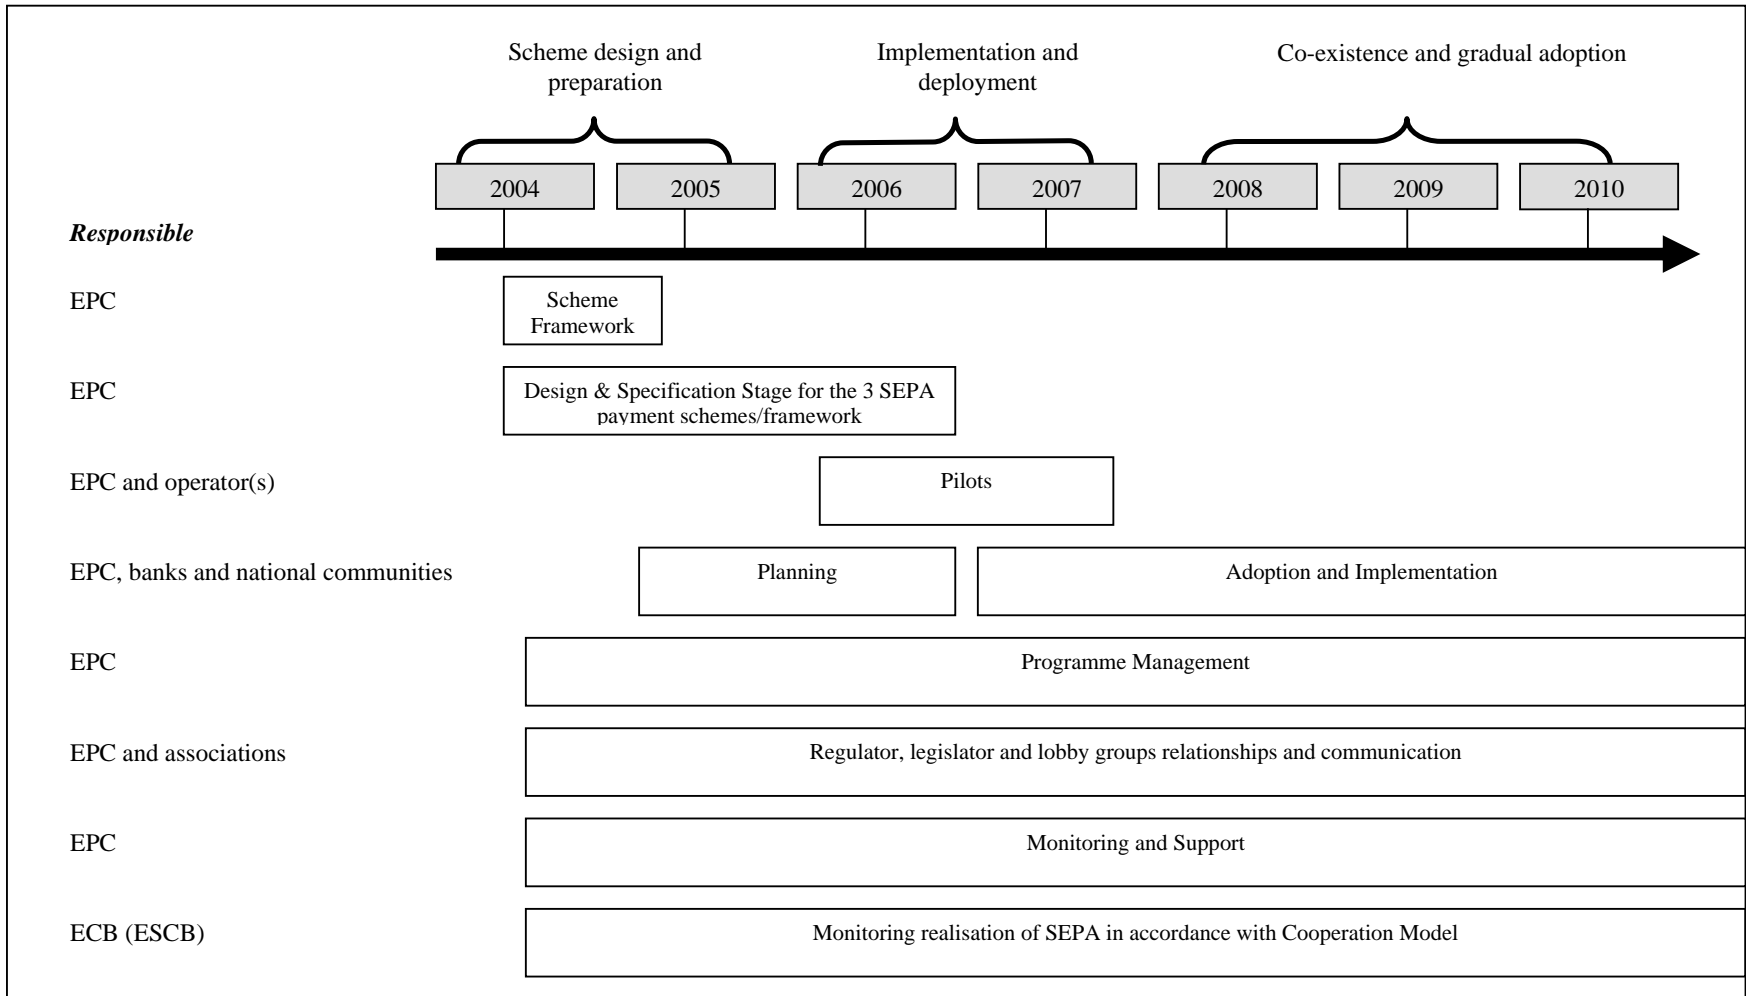 Scheme design and
preparation
Implementation and
deployment
Co-existence and gradual adoption
2004
2005
2006
2007
2008
2009
2010
Responsible
EPC
Scheme
Framework
EPC
Design & Specification Stage for the 3 SEPA
payment schemes/framework
EPC and operator(s)
Pilots
EPC, banks and national communities
Planning
Adoption and Implementation
EPC
Programme Management
EPC and associations
Regulator, legislator and lobby groups relationships and communication
EPC
Monitoring and Support
ECB (ESCB)
Monitoring realisation of SEPA in accordance with Cooperation Model